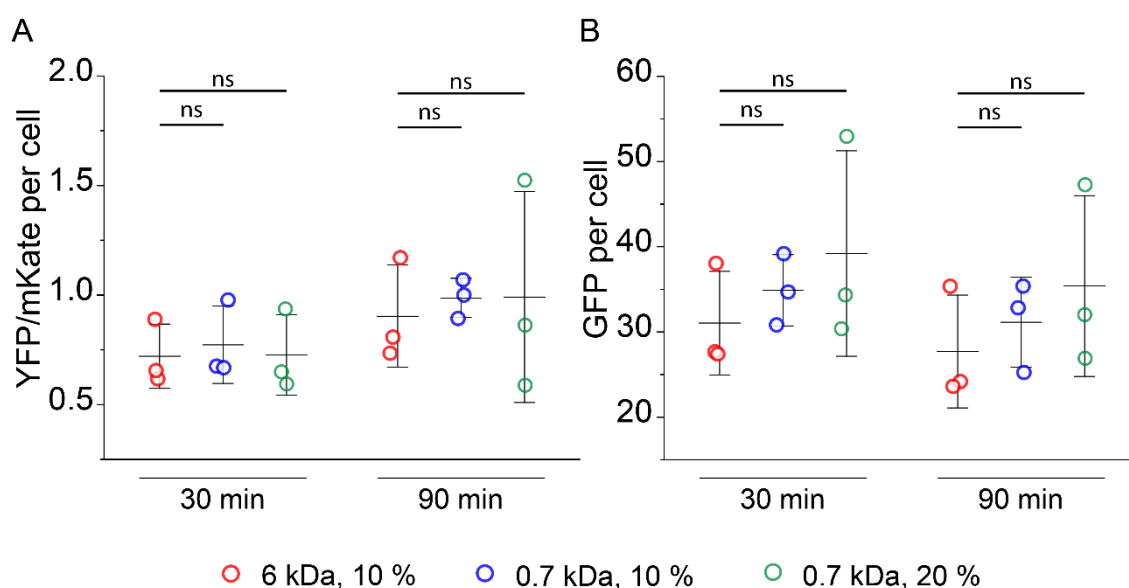 A
YFP/mKate per cell
2.0
1.5
1.0
0.5
ns
ns
ns
ns
30 min
90 min
B
GFP per cell
60
50
40
30
20
ns
ns
ns
ns
30 min
90 min
6 kDa, 10 %
0.7 kDa, 10 %
0.7 kDa, 20 %